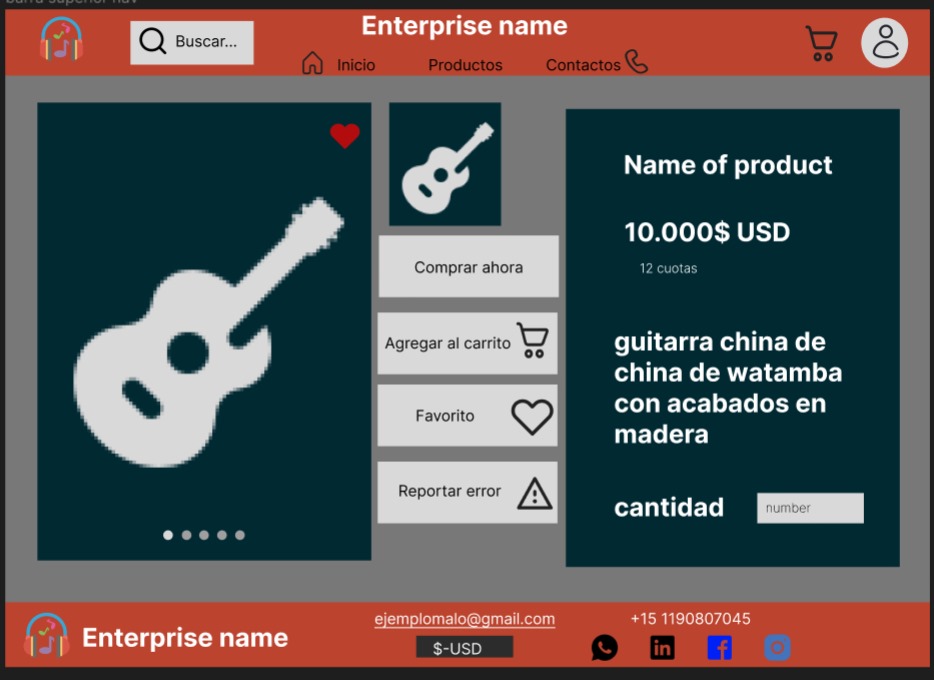 barra superior nav
Enterprise name
Buscar...
Inicio
Productos
Contactos
Name of product
10.000$ USD
12 cuotas
Comprar ahora
Agregar al carrito
Favorito
Reportar error
guitarra china de
china de watamba
con acabados en
madera
cantidad
number
Enterprise name
ejemplomalo@gmail.com
$-USD
+15 1190807045
in
f